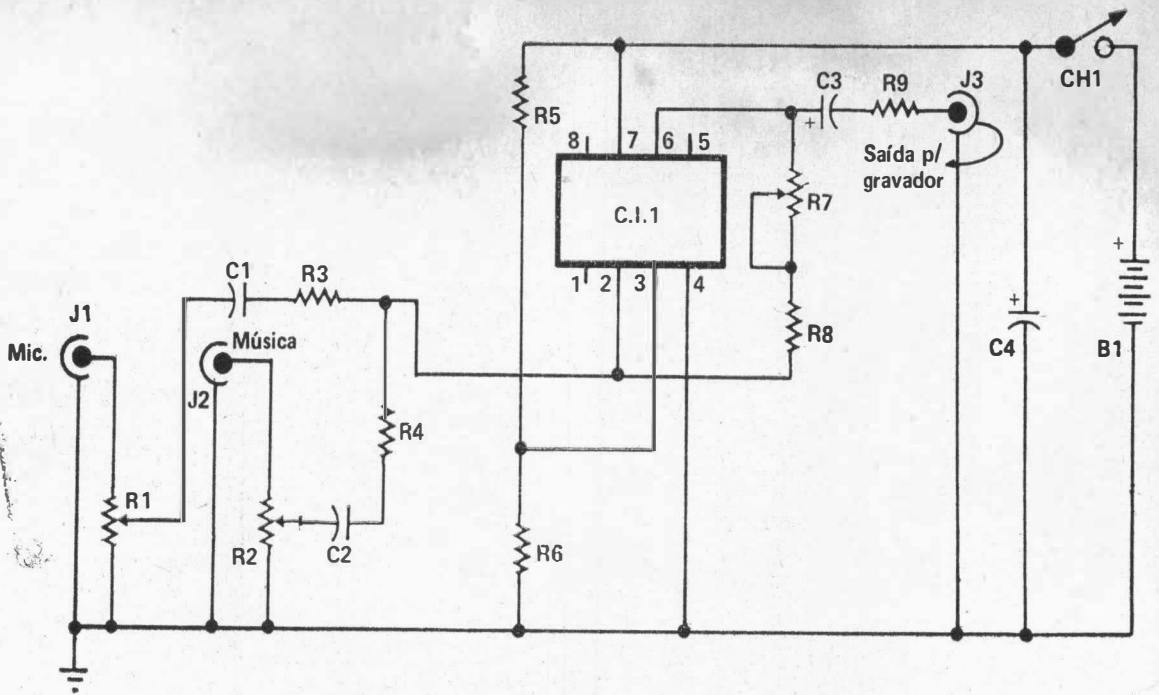 CH1
C3
R9
J3
R5
8
7
6
5
+
Saída p/
gravador
C.I.1
R7
1
2
3
4
+
C1
R3
+
J1
Mic.
Música
J2
R8
C4
B1
R4
R1
R2
C2
R6